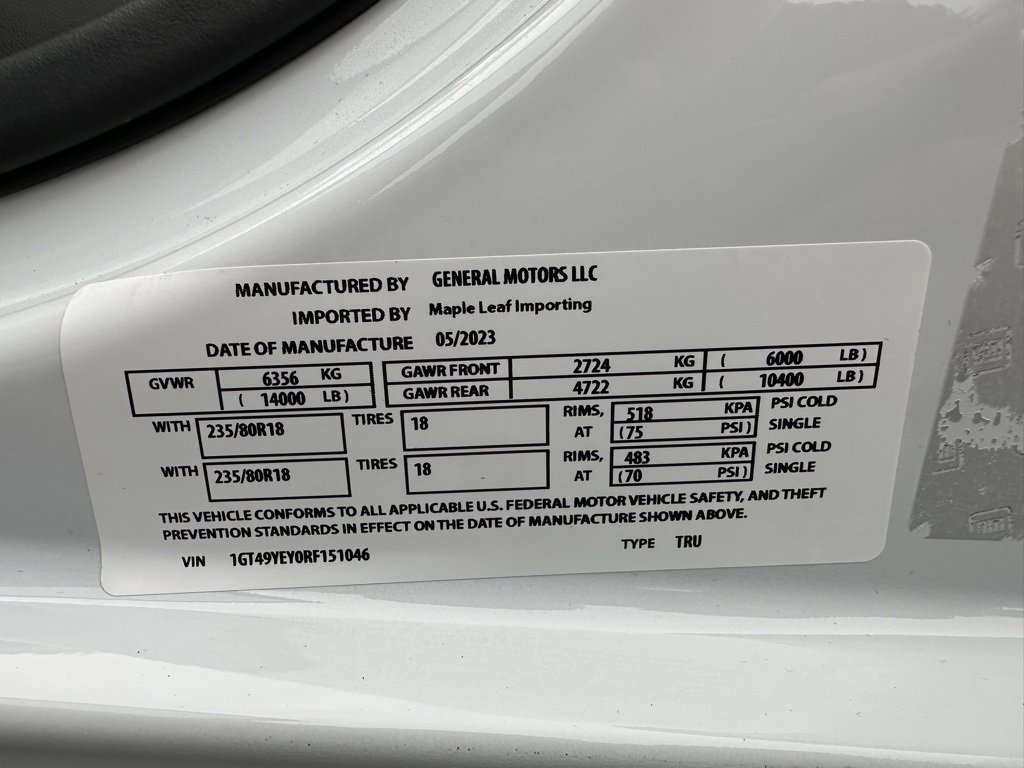 MANUFACTURED BY GENERAL MOTORS LLC
IMPORTED BY Maple Leaf Importing
DATE OF MANUFACTURE 05/2023
GVWR 6356 KG GAWR FRONT 2724 KG ( 6000 LB )
( 14000 LB ) GAWR REAR 4722 KG ( 10400 LB )
WITH 235/80R18 TIRES 18 RIMS, 518 KPA PSI COLD
AT (75 PSI ) SINGLE
WITH 235/80R18 TIRES 18 RIMS, 483 KPA PSI COLD
AT (70 PSI ) SINGLE
THIS VEHICLE CONFORMS TO ALL APPLICABLE U.S. FEDERAL MOTOR VEHICLE SAFETY, AND THEFT
PREVENTION STANDARDS IN EFFECT ON THE DATE OF MANUFACTURE SHOWN ABOVE.
VIN 1GT49YEY0RF151046 TYPE TRU